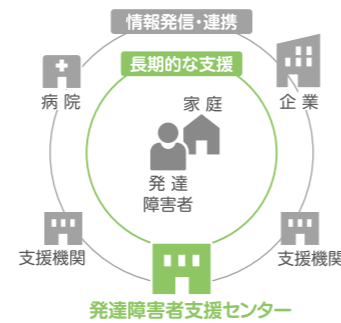 情報発信・連携
長期的な支援
病院
家庭
企業
発達
障害者
支援機関
支援機関
発達障害者支援センター